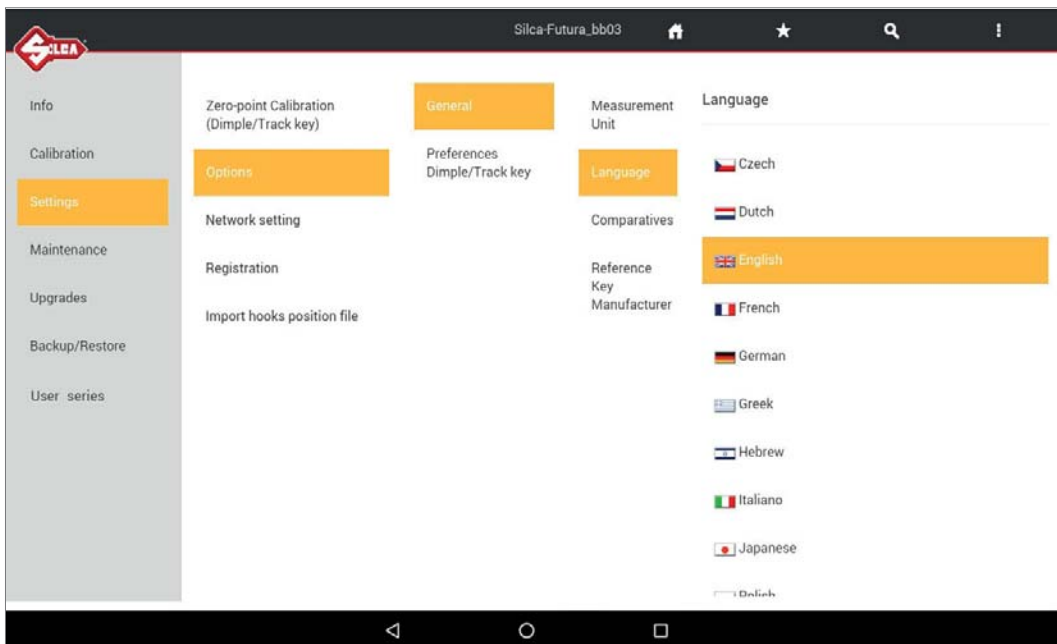 SILCA
Silca-Futura_bb03
Info
Calibration
Settings
Maintenance
Upgrades
Backup/Restore
User series
Zero-point Calibration
(Dimple/Track key)
Options
Network setting
Registration
Import hooks position file
General
Preferences
Dimple/Track key
Measurement
Unit
Language
Comparatives
Reference
Key
Manufacturer
Language
Czech
Dutch
English
French
German
Greek
Hebrew
Italiano
Japanese
Polish